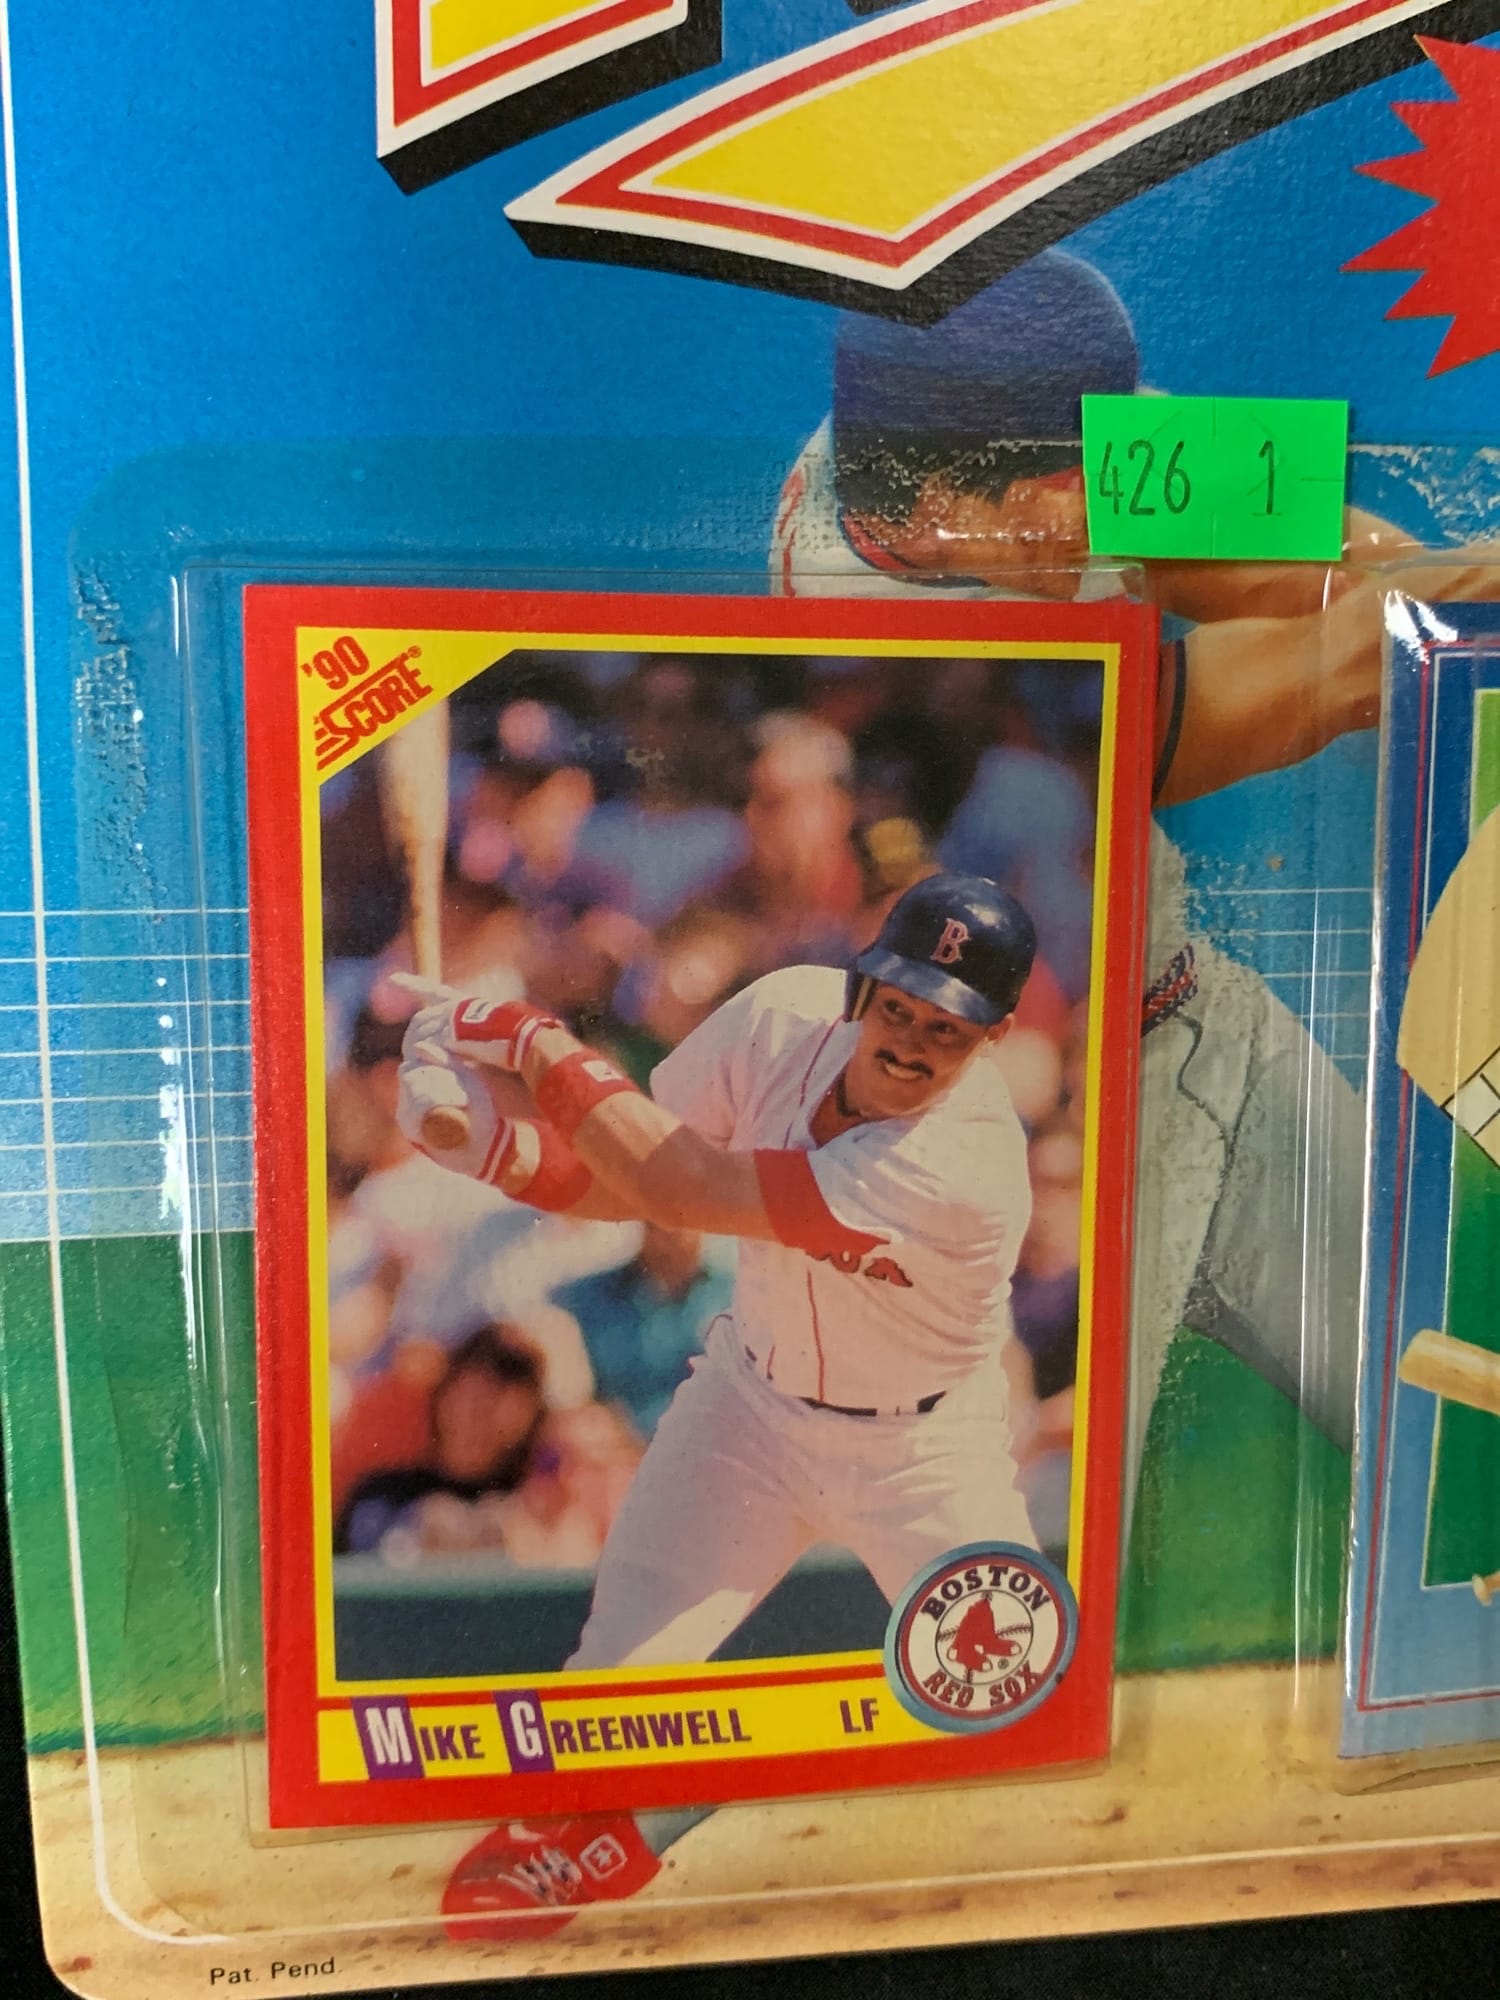 426 1
'90
SCORE®
B
BOSTON
RED SOX
®
MIKE GREENWELL LF
Pat. Pend.